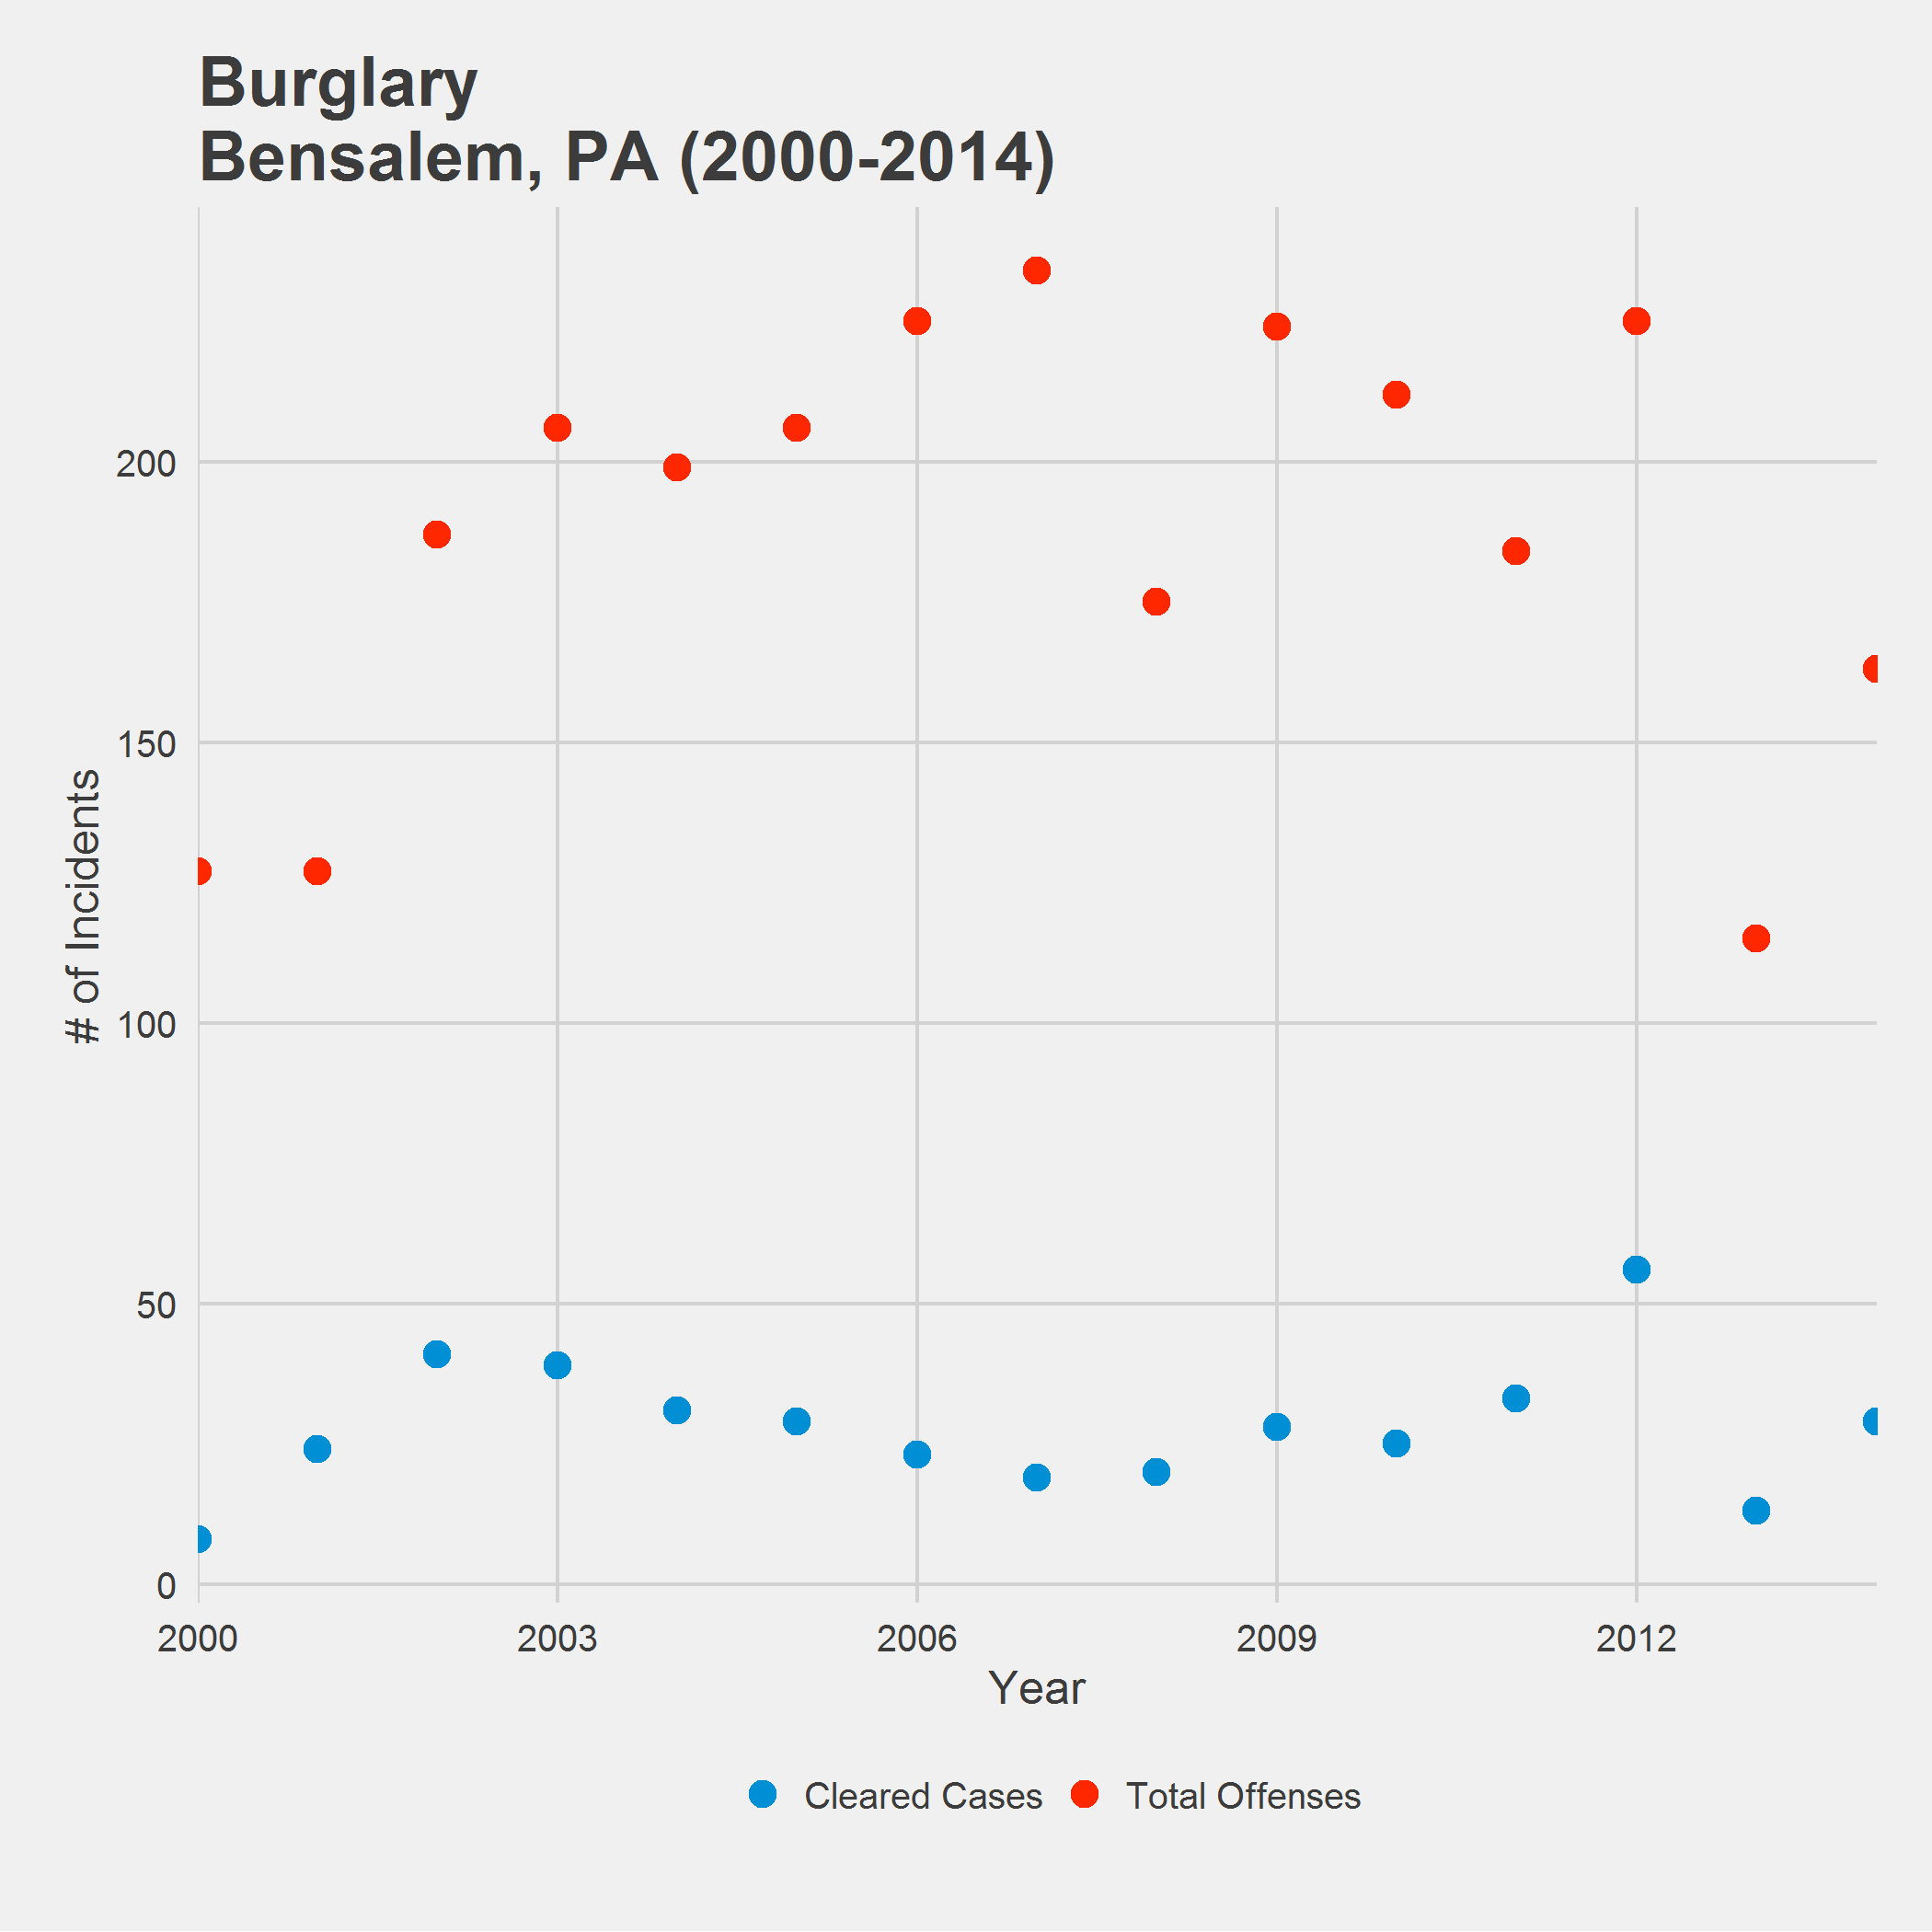 Burglary
Bensalem, PA (2000-2014)
# of Incidents
200
150
100
50
0
2000 2003 2006 2009 2012
Year
Cleared Cases Total Offenses